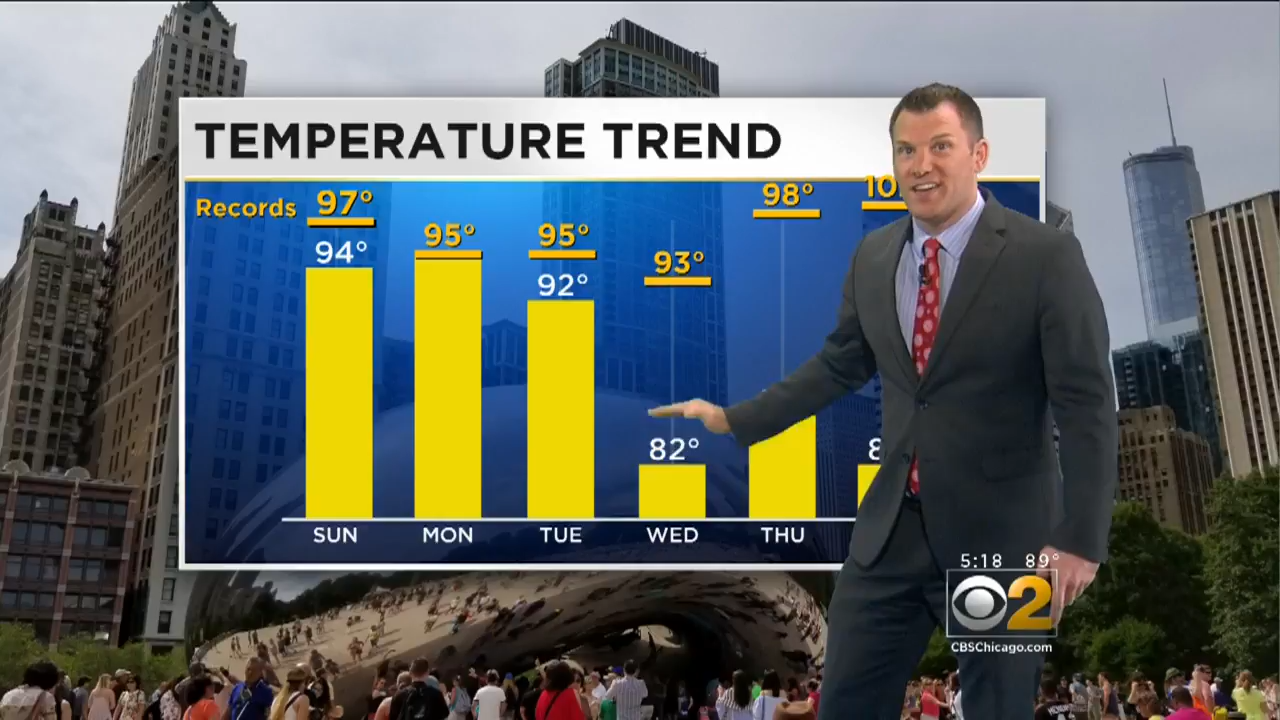 TEMPERATURE TREND
Records 97° 95° 95° 93° 98°
94° 92° 82°
SUN MON TUE WED THU
5:18 89°
2
CBSChicago.com